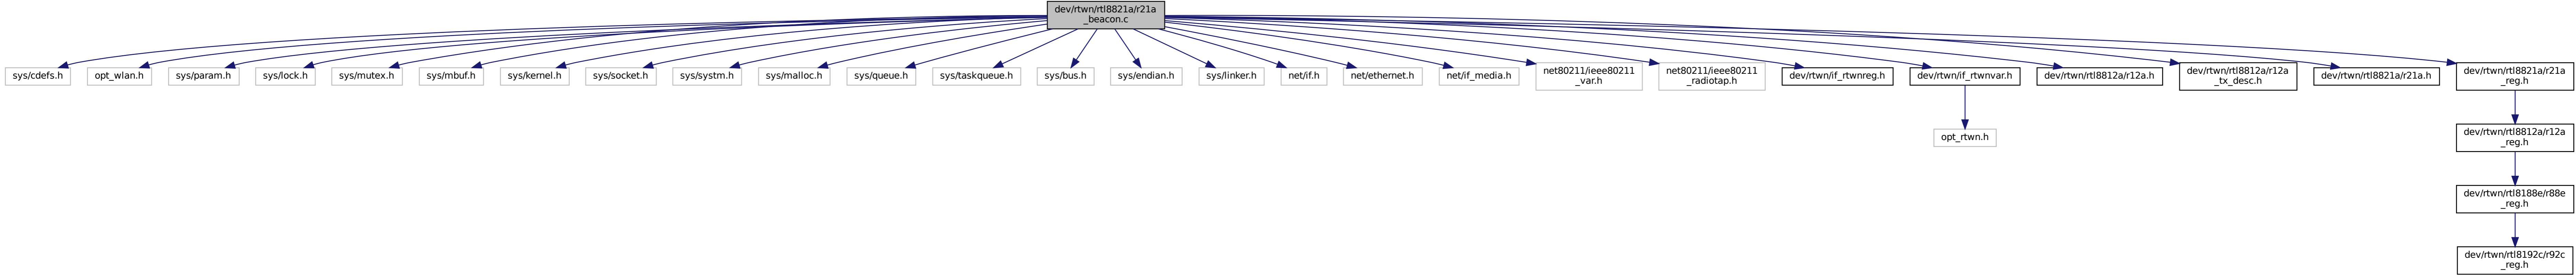 dev/rtwn/rtl8821a/r21a
_beacon.c
sys/cdefs.h
opt_wlan.h
sys/param.h
sys/lock.h
sys/mutex.h
sys/mbuf.h
sys/kernel.h
sys/socket.h
sys/systm.h
sys/malloc.h
sys/queue.h
sys/taskqueue.h
sys/bus.h
sys/endian.h
sys/linker.h
net/if.h
net/ethernet.h
net/if_media.h
net80211/ieee80211
_var.h
net80211/ieee80211
_radiotap.h
dev/rtwn/if_rtwnreg.h
dev/rtwn/if_rtwnvar.h
dev/rtwn/rtl8812a/r12a.h
dev/rtwn/rtl8812a/r12a
_tx_desc.h
dev/rtwn/rtl8821a/r21a.h
dev/rtwn/rtl8821a/r21a
_reg.h
opt_rtwn.h
dev/rtwn/rtl8812a/r12a
_reg.h
dev/rtwn/rtl8188e/r88e
_reg.h
dev/rtwn/rtl8192c/r92c
_reg.h